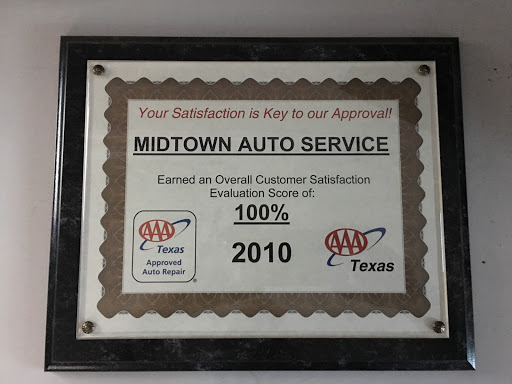 Your Satisfaction is Key to our Approval!
MIDTOWN AUTO SERVICE
Earned an Overall Customer Satisfaction
Evaluation Score of:
100%
2010
AAA
Texas
Approved
Auto Repair
®
AAA
Texas